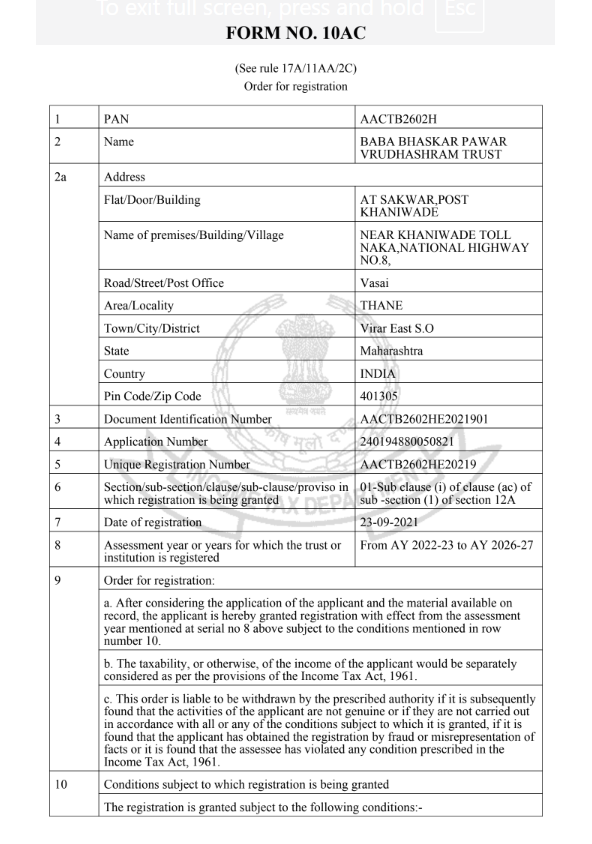 To exit full screen, press and hold Esc
FORM NO. 10AC
(See rule 17A/11AA/2C)
Order for registration
1 PAN AACTB2602H
2 Name BABA BHASKAR PAWAR
VRUDHASHRAM TRUST
2a Address
Flat/Door/Building AT SAKWAR,POST
KHANIWADE
Name of premises/Building/Village NEAR KHANIWADE TOLL
NAKA,NATIONAL HIGHWAY
NO.8,
Road/Street/Post Office Vasai
Area/Locality THANE
Town/City/District Virar East S.O
State Maharashtra
Country INDIA
Pin Code/Zip Code 401305
सत्यमेव जयते
3 Document Identification Number AACTB2602HE2021901
4 Application Number 240194880050821
कोष मूलो
5 Unique Registration Number AACTB2602HE20219
6 Section/sub-section/clause/sub-clause/proviso in 01-Sub clause (i) of clause (ac) of
which registration is being granted sub -section (1) of section 12A
7 Date of registration 23-09-2021
8 Assessment year or years for which the trust or From AY 2022-23 to AY 2026-27
institution is registered
9 Order for registration:
a. After considering the application of the applicant and the material available on
record, the applicant is hereby granted registration with effect from the assessment
year mentioned at serial no 8 above subject to the conditions mentioned in row
number 10.
b. The taxability, or otherwise, of the income of the applicant would be separately
considered as per the provisions of the Income Tax Act, 1961.
c. This order is liable to be withdrawn by the prescribed authority if it is subsequently
found that the activities of the applicant are not genuine or if they are not carried out
in accordance with all or any of the conditions subject to which it is granted, if it is
found that the applicant has obtained the registration by fraud or misrepresentation of
facts or it is found that the assessee has violated any condition prescribed in the
Income Tax Act, 1961.
10 Conditions subject to which registration is being granted
The registration is granted subject to the following conditions:-